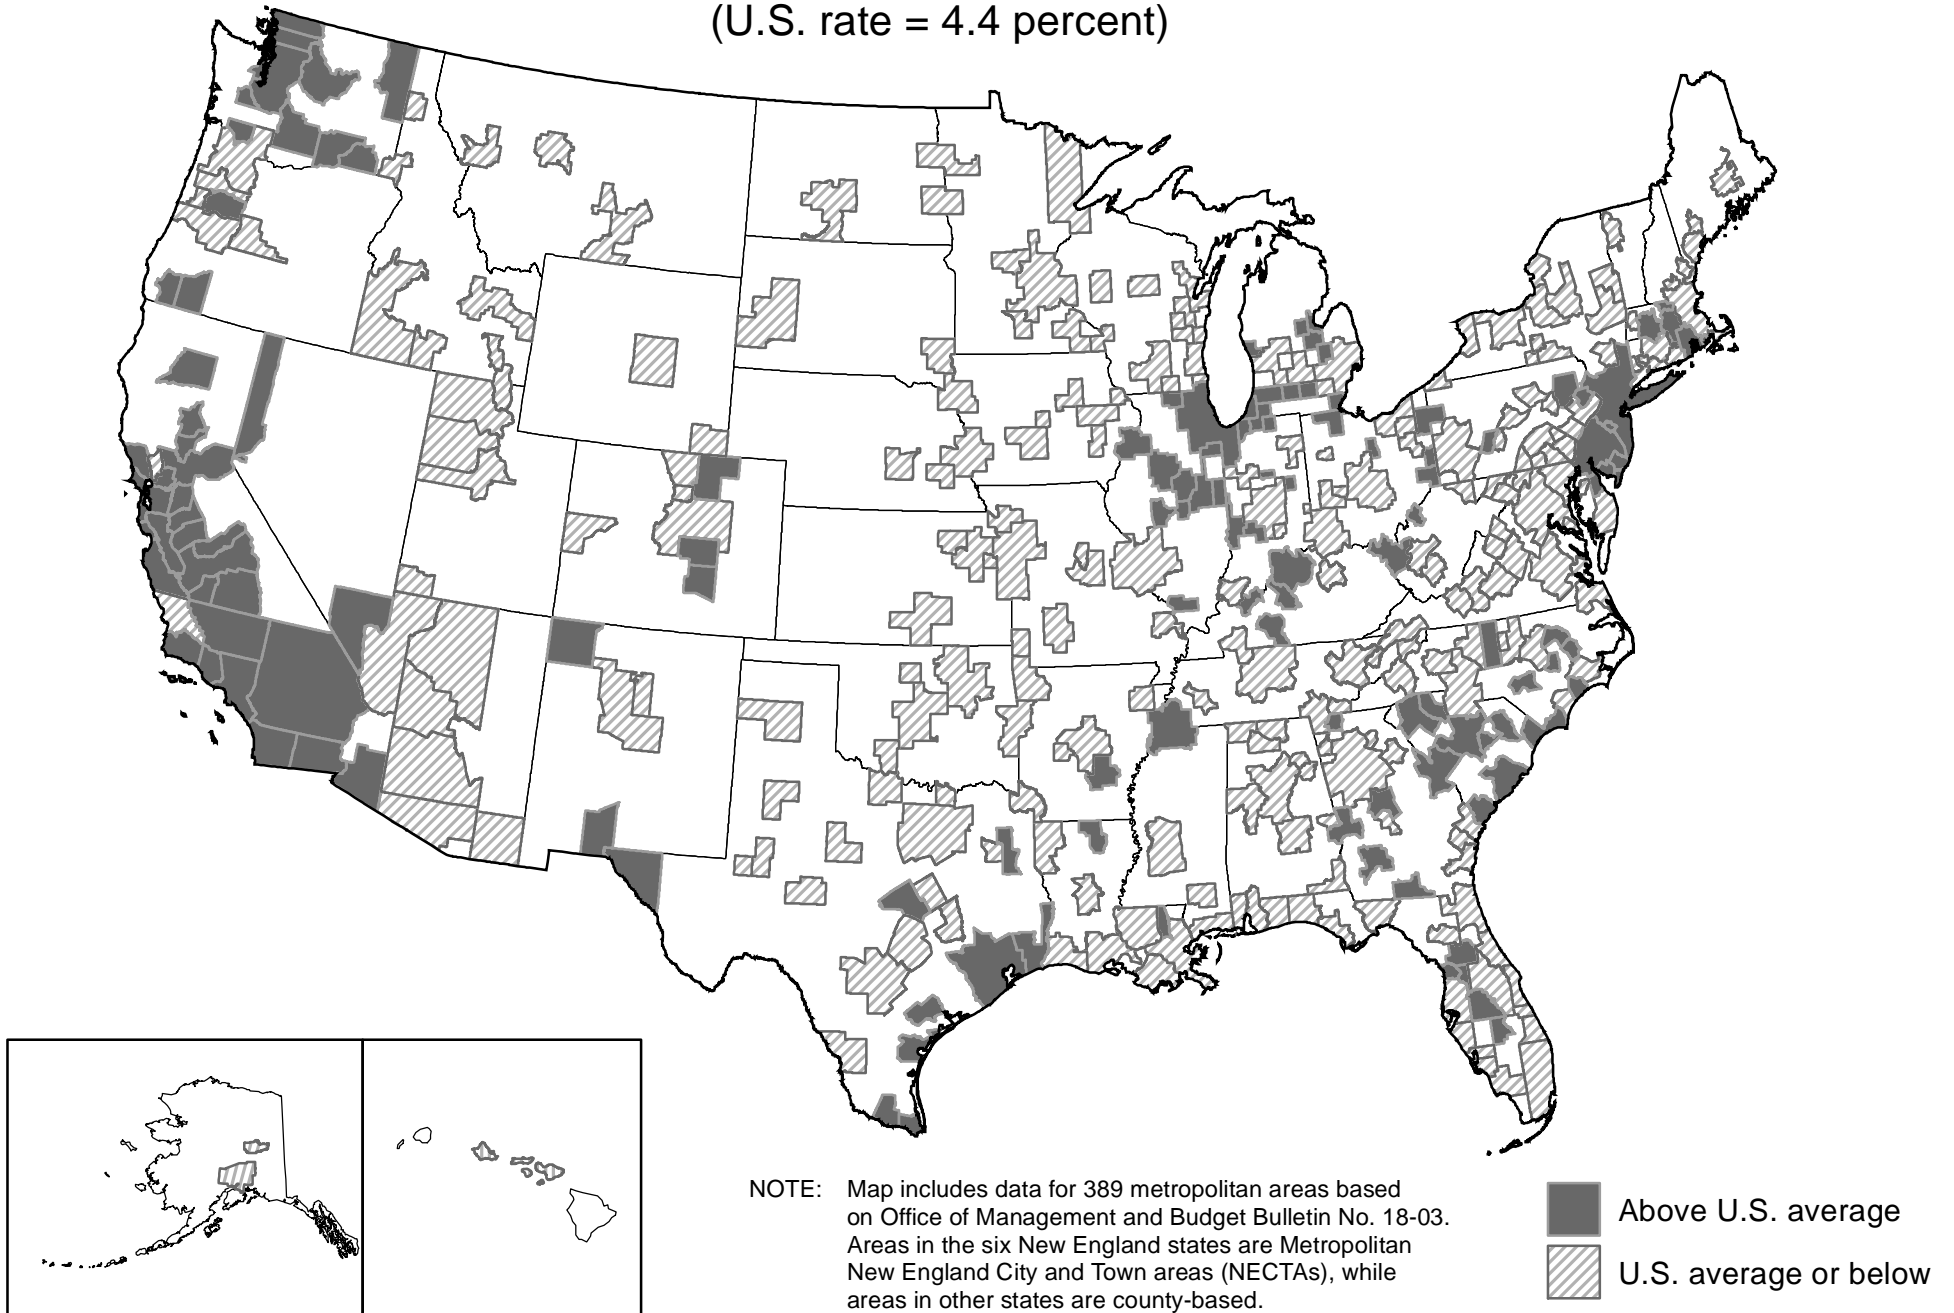 (U.S. rate = 4.4 percent)
NOTE: Map includes data for 389 metropolitan areas based
on Office of Management and Budget Bulletin No. 18-03.
Areas in the six New England states are Metropolitan
New England City and Town areas (NECTAs), while
areas in other states are county-based.
Above U.S. average
U.S. average or below